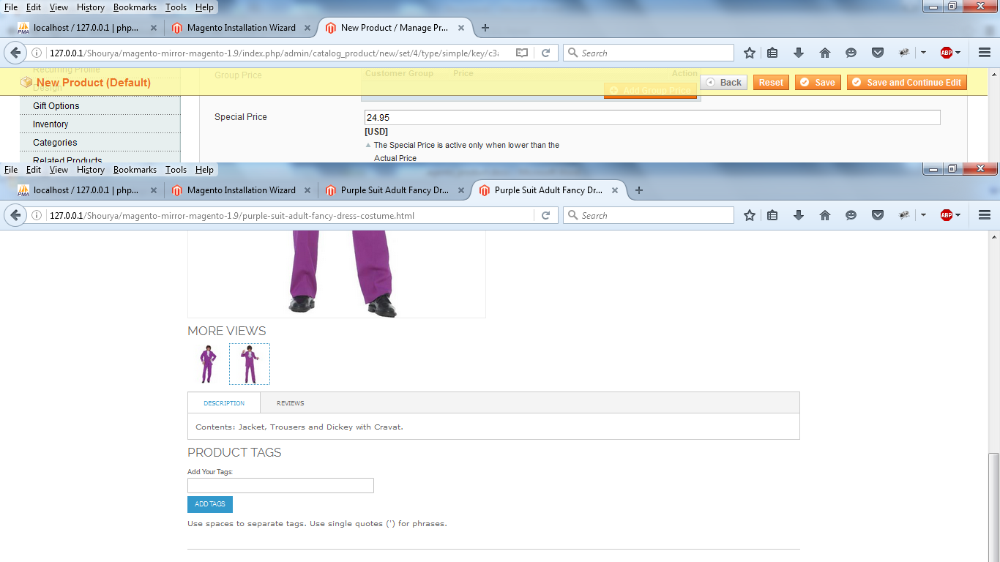 File Edit View History Bookmarks Tools Help
localhost / 127.0.0.1 | php... Magento Installation Wizard New Product / Manage Pr...
127.0.0.1/Shourya/magento-mirror-magento-1.9/index.php/admin/catalog_product/new/set/4/type/simple/key/c3a Search ABP
Recurring Profile Group Price Customer Group Price Action
New Product (Default) Back Reset Save Save and Continue Edit
Design Add Group Price
Gift Options
Special Price 24.95
Inventory
[USD]
Categories The Special Price is active only when lower than the
Related Products Actual Price
File Edit View History Bookmarks Tools Help
localhost / 127.0.0.1 | php... Magento Installation Wizard Purple Suit Adult Fancy Dr... Purple Suit Adult Fancy Dr...
127.0.0.1/Shourya/magento-mirror-magento-1.9/purple-suit-adult-fancy-dress-costume.html Search ABP
MORE VIEWS
DESCRIPTION REVIEWS
Contents: Jacket, Trousers and Dickey with Cravat.
PRODUCT TAGS
Add Your Tags:
ADD TAGS
Use spaces to separate tags. Use single quotes (') for phrases.